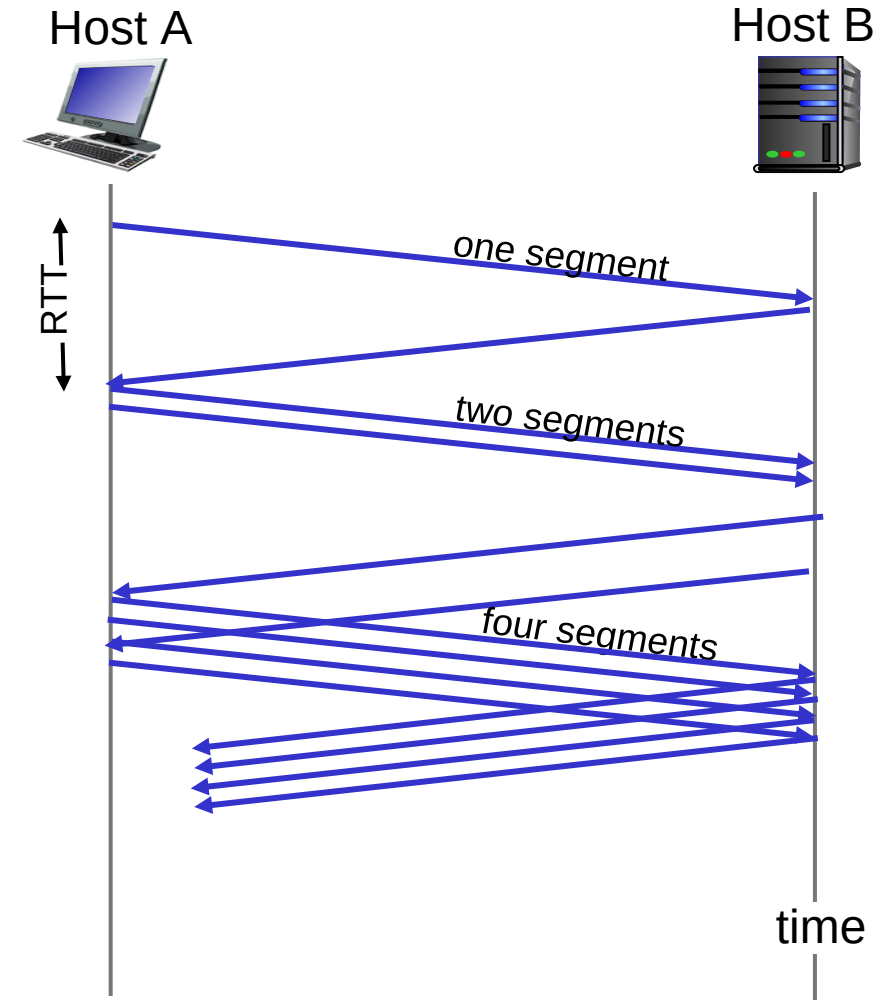 Host A
Host B
one segment
RTT
two segments
four segments
time